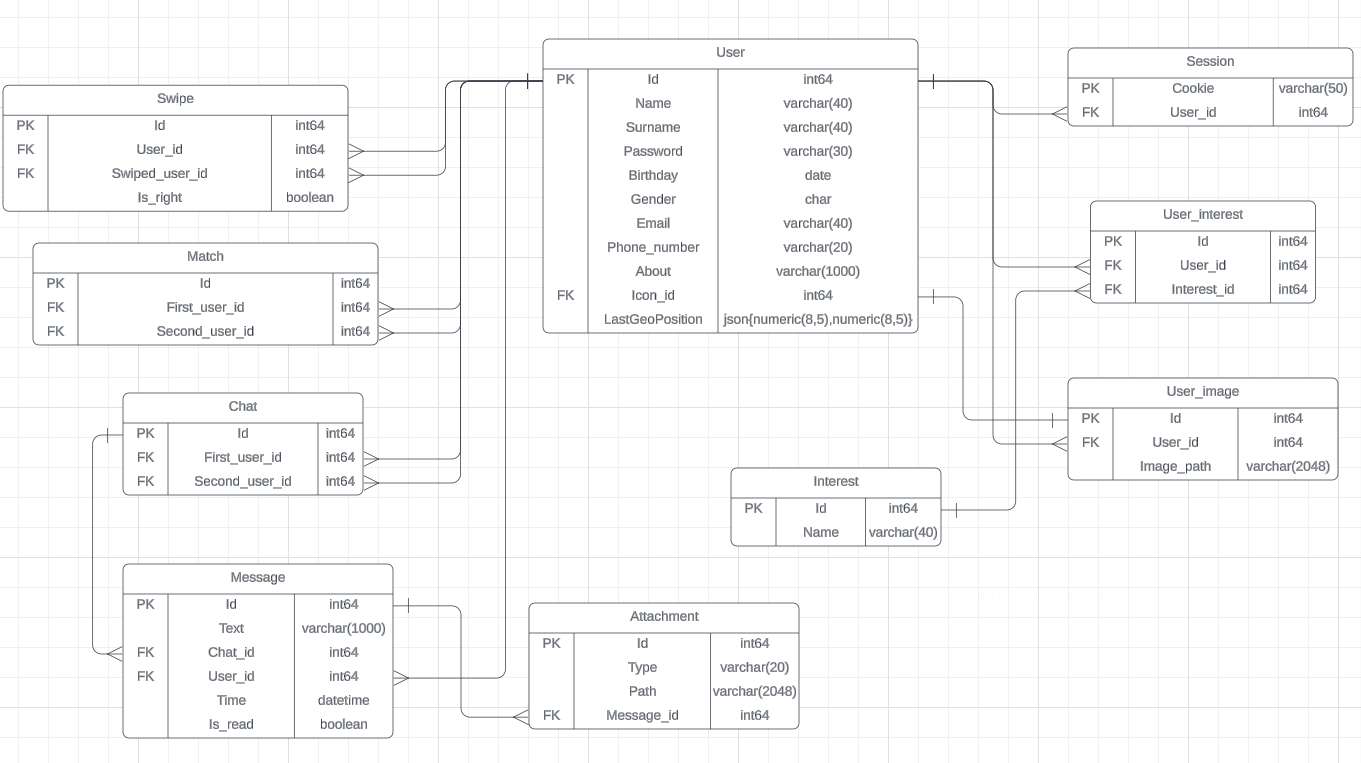 User
PK Id int64
Name varchar(40)
Surname varchar(40)
Password varchar(30)
Birthday date
Gender char
Email varchar(40)
Phone_number varchar(20)
About varchar(1000)
FK Icon_id int64
LastGeoPosition json{numeric(8,5),numeric(8,5)}
Session
PK Cookie varchar(50)
FK User_id int64
Swipe
PK Id int64
FK User_id int64
FK Swiped_user_id int64
Is_right boolean
User_interest
PK Id int64
FK User_id int64
FK Interest_id int64
Match
PK Id int64
FK First_user_id int64
FK Second_user_id int64
User_image
PK Id int64
FK User_id int64
Image_path varchar(2048)
Chat
PK Id int64
FK First_user_id int64
FK Second_user_id int64
Interest
PK Id int64
Name varchar(40)
Message
PK Id int64
Text varchar(1000)
FK Chat_id int64
FK User_id int64
Time datetime
Is_read boolean
Attachment
PK Id int64
Type varchar(20)
Path varchar(2048)
FK Message_id int64